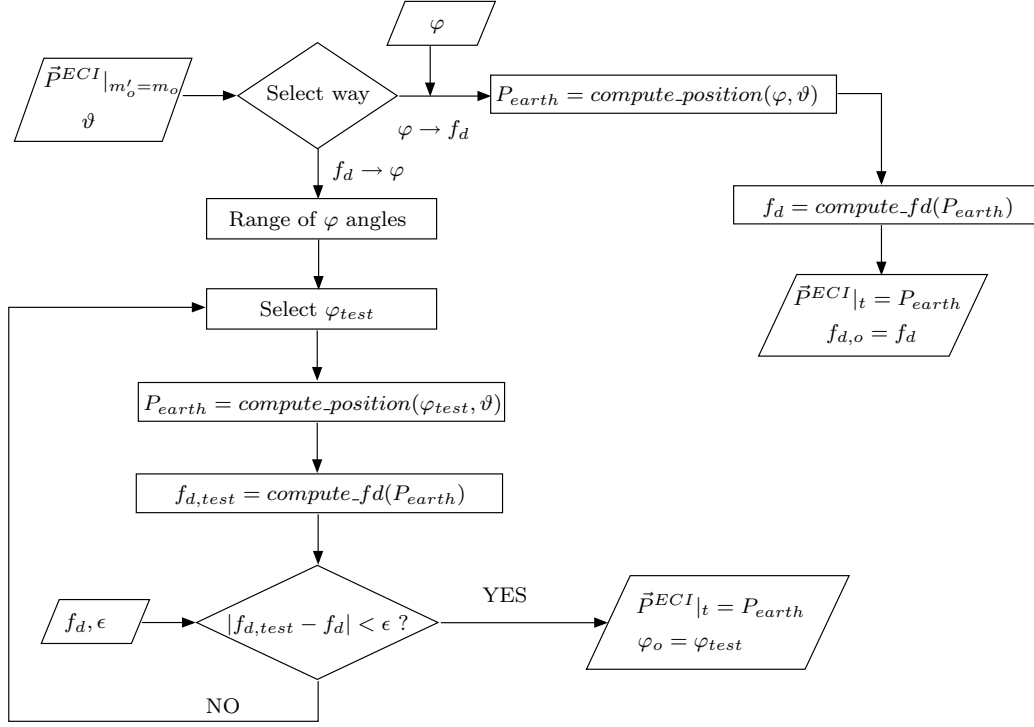 φ
P⃗^{ECI}|_{m'_o=m_o}
ϑ
Select way
P_{earth} = compute_position(φ, ϑ)
φ → f_d
f_d → φ
Range of φ angles
f_d = compute_fd(P_{earth})
Select φ_{test}
P⃗^{ECI}|_t = P_{earth}
f_{d,o} = f_d
P_{earth} = compute_position(φ_{test}, ϑ)
f_{d,test} = compute_fd(P_{earth})
f_d, ϵ
|f_{d,test} − f_d| < ϵ ?
YES
P⃗^{ECI}|_t = P_{earth}
φ_o = φ_{test}
NO